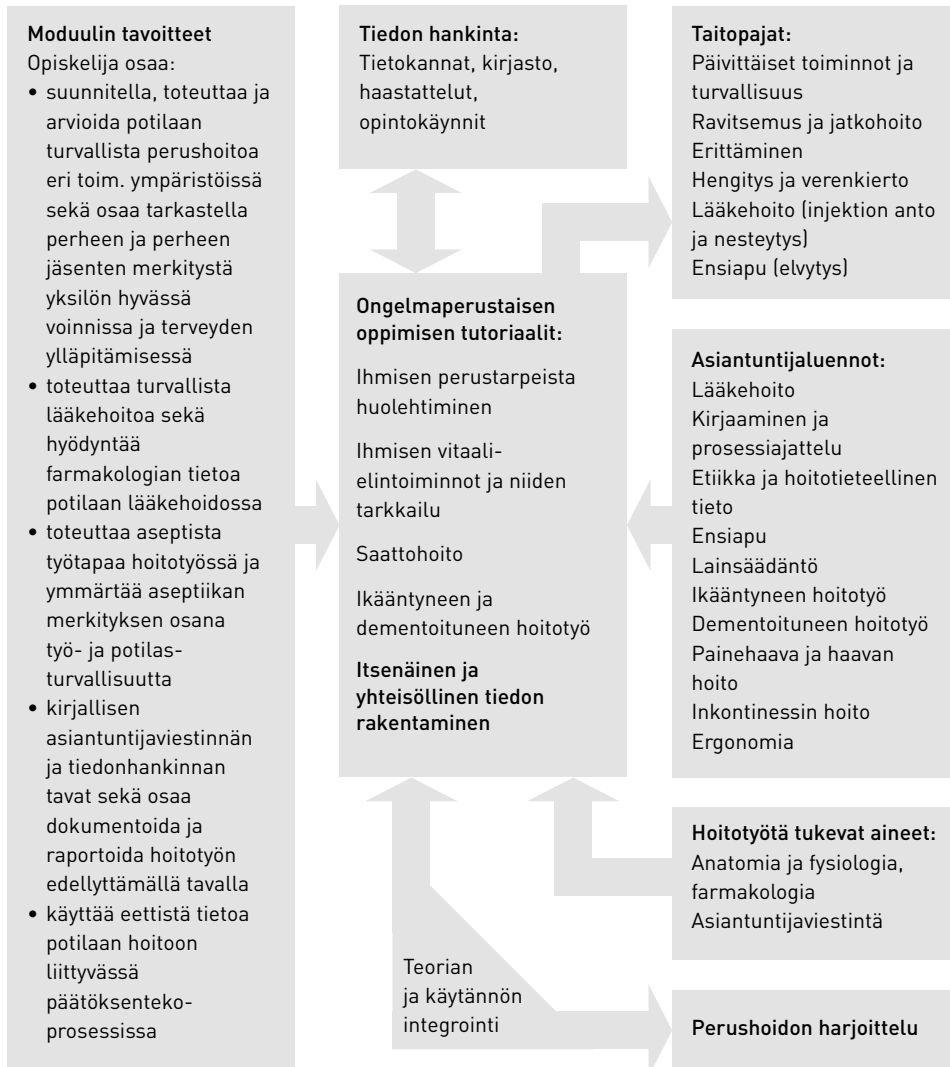 Moduulin tavoitteet
Opiskelija osaa:
• suunnitella, toteuttaa ja
arvioida potilaan
turvallista perushoitoa
eri toim. ympäristöissä
sekä osaa tarkastella
perheen ja perheen
jäsenten merkitystä
yksilön hyvässä
voinnissa ja terveyden
ylläpitämisessä
• toteuttaa turvallista
lääkehoitoa sekä
hyödyntää
farmakologian tietoa
potilaan lääkehoidossa
• toteuttaa aseptista
työtapaa hoitotyössä ja
ymmärtää aseptiikan
merkityksen osana
työ- ja potilas-
turvallisuutta
• kirjallisen
asiantuntijaviestinnän
ja tiedonhankinnan
tavat sekä osaa
dokumentoida ja
raportoida hoitotyön
edellyttämällä tavalla
• käyttää eettistä tietoa
potilaan hoitoon
liittyvässä
päätöksenteko-
prosessissa
Tiedon hankinta:
Tietokannat, kirjasto,
haastattelut,
opintokäynnit
Ongelmaperustaisen
oppimisen tutoriaalit:
Ihmisen perustarpeista
huolehtiminen
Ihmisen vitaali-
elintoiminnot ja niiden
tarkkailu
Saattohoito
Ikääntyneen ja
dementoituneen hoitotyö
Itsenäinen ja
yhteisöllinen tiedon
rakentaminen
Teorian
ja käytännön
integrointi
Taitopajat:
Päivittäiset toiminnot ja
turvallisuus
Ravitsemus ja jatkohoito
Erittäminen
Hengitys ja verenkierto
Lääkehoito (injektion anto
ja nesteytys)
Ensiapu (elvytys)
Asiantuntijaluennot:
Lääkehoito
Kirjaaminen ja
prosessiajattelu
Etiikka ja hoitotieteellinen
tieto
Ensiapu
Lainsäädäntö
Ikääntyneen hoitotyö
Dementoituneen hoitotyö
Painehaava ja haavan
hoito
Inkontinessin hoito
Ergonomia
Hoitotyötä tukevat aineet:
Anatomia ja fysiologia,
farmakologia
Asiantuntijaviestintä
Perushoidon harjoittelu